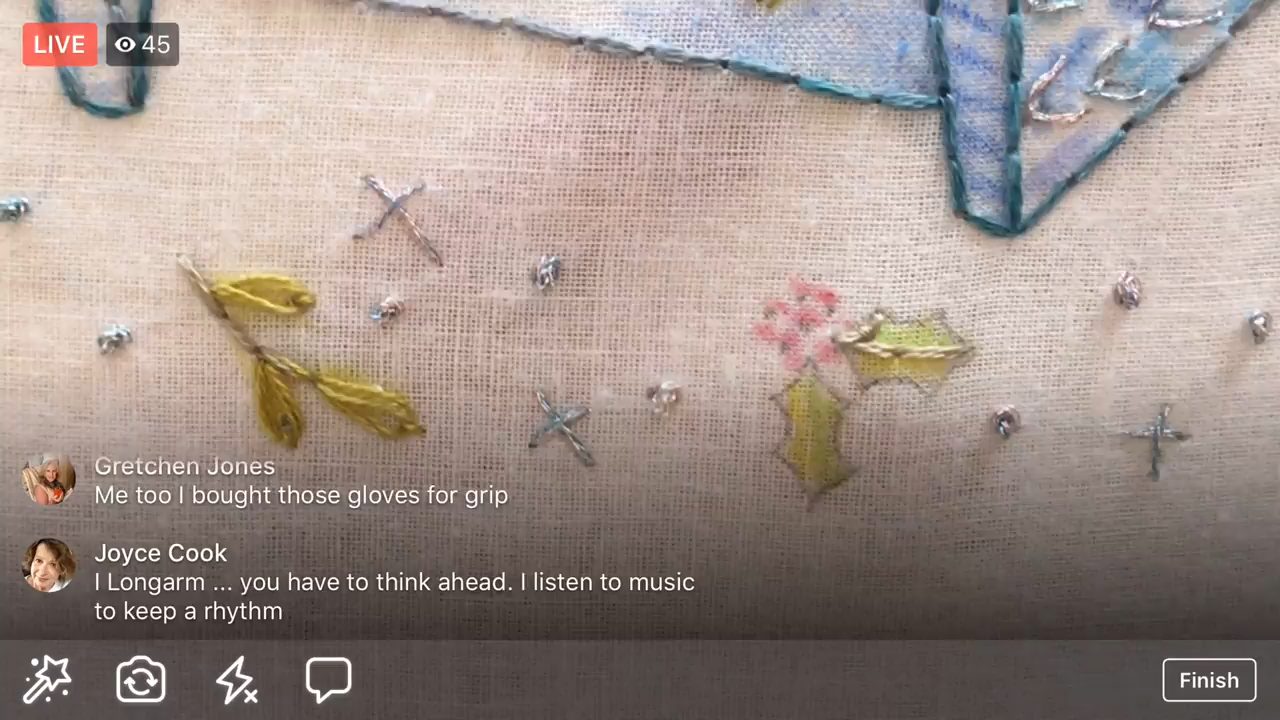 LIVE 45
Gretchen Jones
Me too I bought those gloves for grip
Joyce Cook
I Longarm ... you have to think ahead. I listen to music
to keep a rhythm
Finish